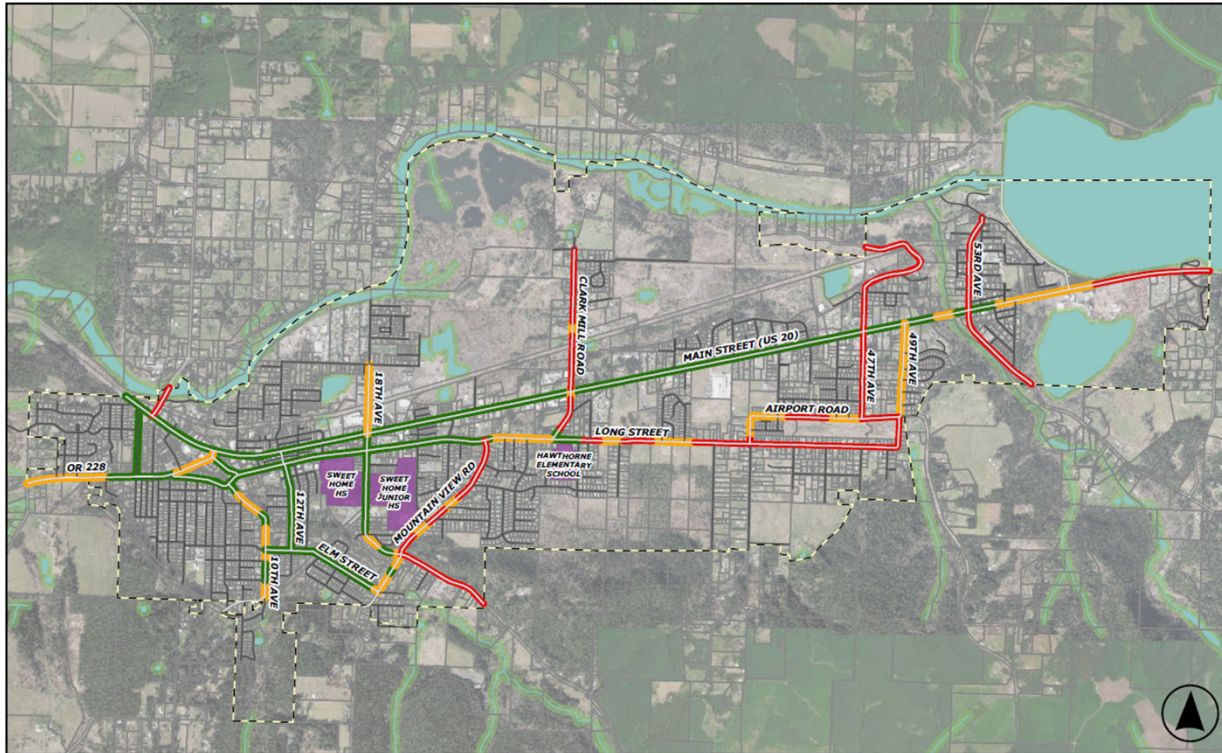 CLARK MILL ROAD
53RD AVE
MAIN STREET (US 20)
47TH AVE
49TH AVE
18TH AVE
AIRPORT ROAD
LONG STREET
HAWTHORNE
ELEMENTARY
SCHOOL
OR 228
SWEET
HOME
HS
SWEET
HOME
JUNIOR
HS
MOUNTAIN VIEW RD
12TH AVE
ELM STREET
10TH AVE